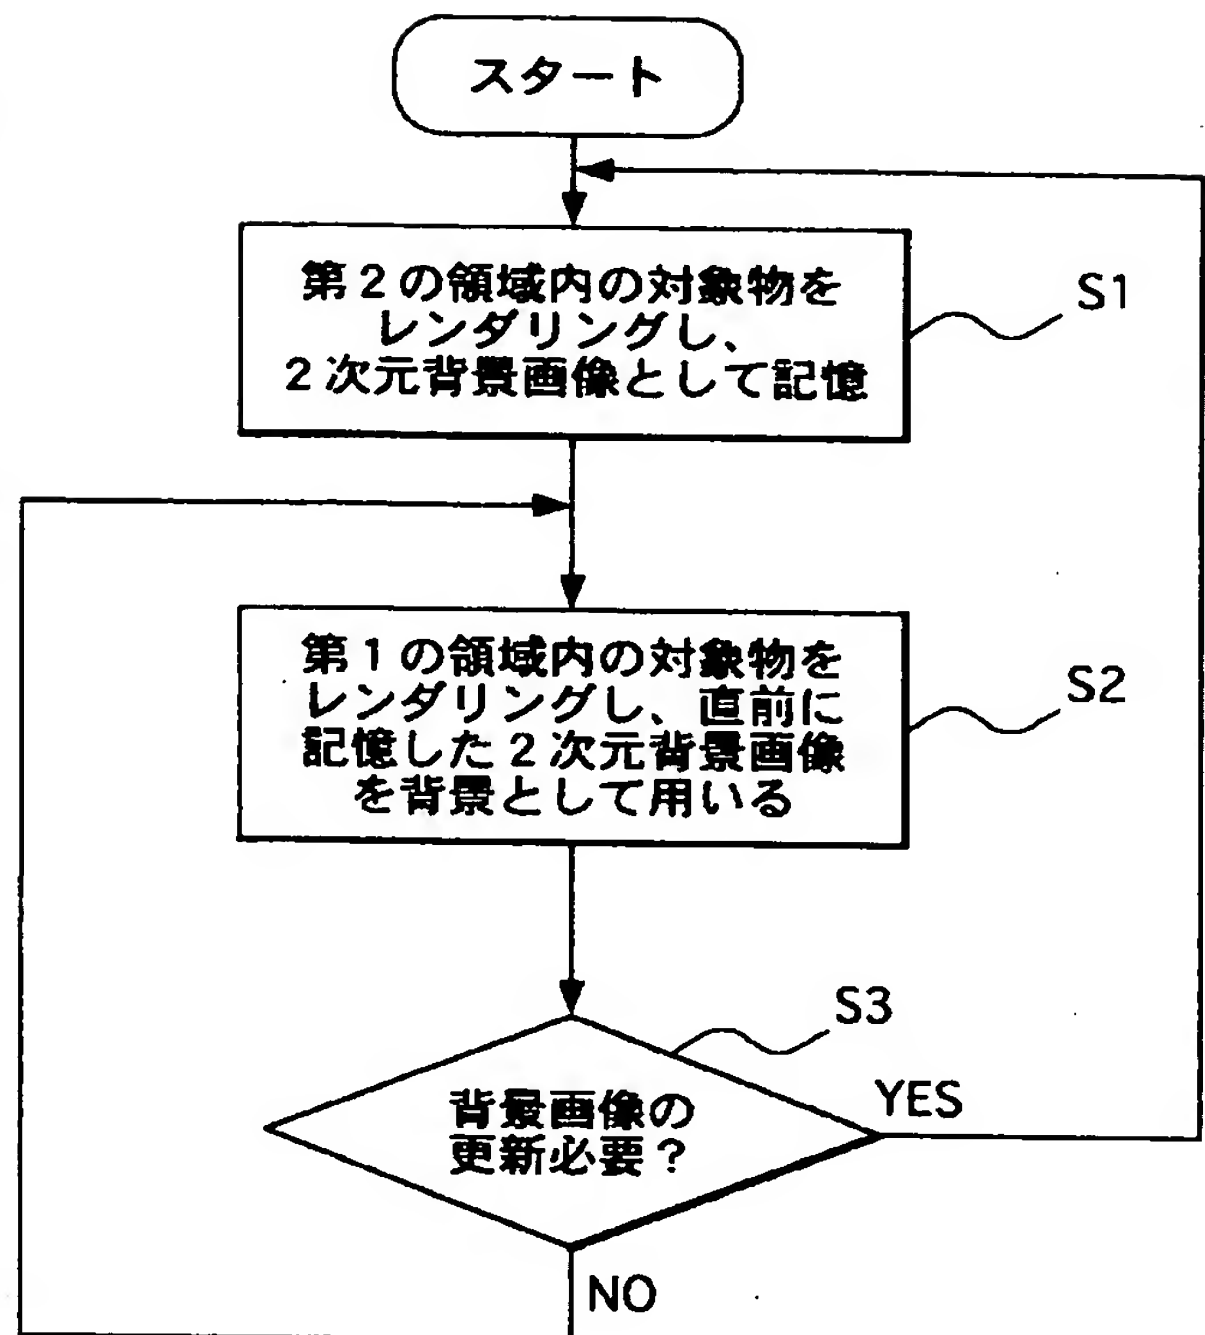 スタート
第2の領域内の対象物を
レンダリングし、
2次元背景画像として記憶
S1
第1の領域内の対象物を
レンダリングし、直前に
記憶した2次元背景画像
を背景として用いる
S2
S3
背景画像の
更新必要?
YES
NO